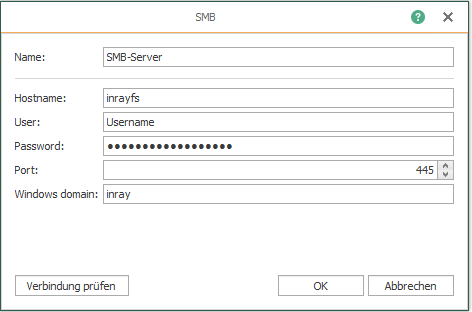 SMB
Name: SMB-Server
Hostname: inrayfs
User: Username
Password: ●●●●●●●●●●●●●●●●●●
Port: 445
Windows domain: inray
Verbindung prüfen OK Abbrechen